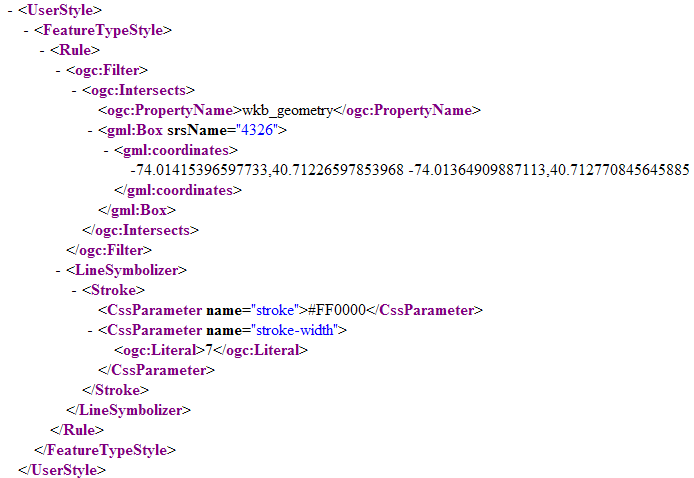 - <UserStyle>
- <FeatureTypeStyle>
- <Rule>
- <ogc:Filter>
- <ogc:Intersects>
<ogc:PropertyName>wkb_geometry</ogc:PropertyName>
- <gml:Box srsName="4326">
- <gml:coordinates>
-74.01415396597733,40.71226597853968 -74.01364909887113,40.712770845645885
</gml:coordinates>
</gml:Box>
</ogc:Intersects>
</ogc:Filter>
- <LineSymbolizer>
- <Stroke>
<CssParameter name="stroke">#FF0000</CssParameter>
- <CssParameter name="stroke-width">
<ogc:Literal>7</ogc:Literal>
</CssParameter>
</Stroke>
</LineSymbolizer>
</Rule>
</FeatureTypeStyle>
</UserStyle>